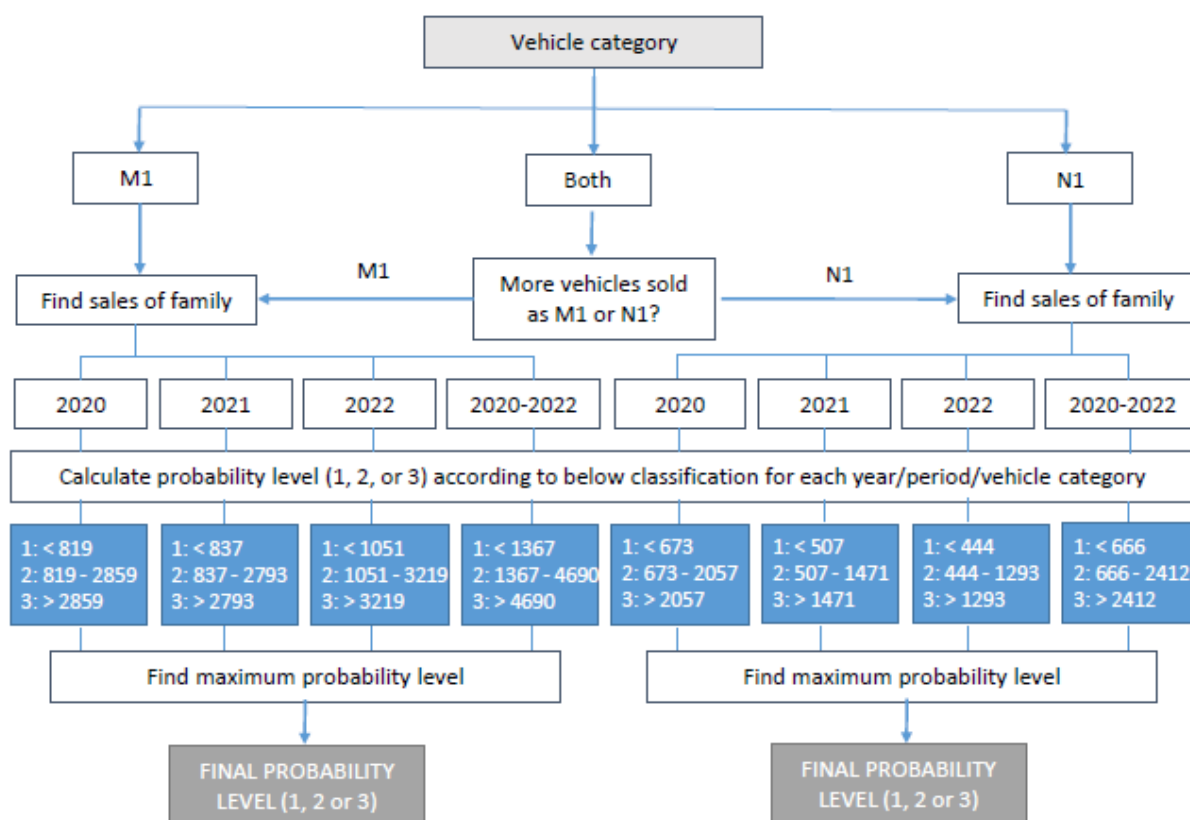 Vehicle category
M1
Both
N1
Find sales of family
M1
More vehicles sold
as M1 or N1?
N1
Find sales of family
2020
2021
2022
2020-2022
2020
2021
2022
2020-2022
Calculate probability level (1, 2, or 3) according to below classification for each year/period/vehicle category
1: < 819
2: 819 - 2859
3: > 2859
1: < 837
2: 837 - 2793
3: > 2793
1: < 1051
2: 1051 - 3219
3: > 3219
1: < 1367
2: 1367 - 4690
3: > 4690
1: < 673
2: 673 - 2057
3: > 2057
1: < 507
2: 507 - 1471
3: > 1471
1: < 444
2: 444 - 1293
3: > 1293
1: < 666
2: 666 - 2412
3: > 2412
Find maximum probability level
Find maximum probability level
FINAL PROBABILITY
LEVEL (1, 2 or 3)
FINAL PROBABILITY
LEVEL (1, 2 or 3)